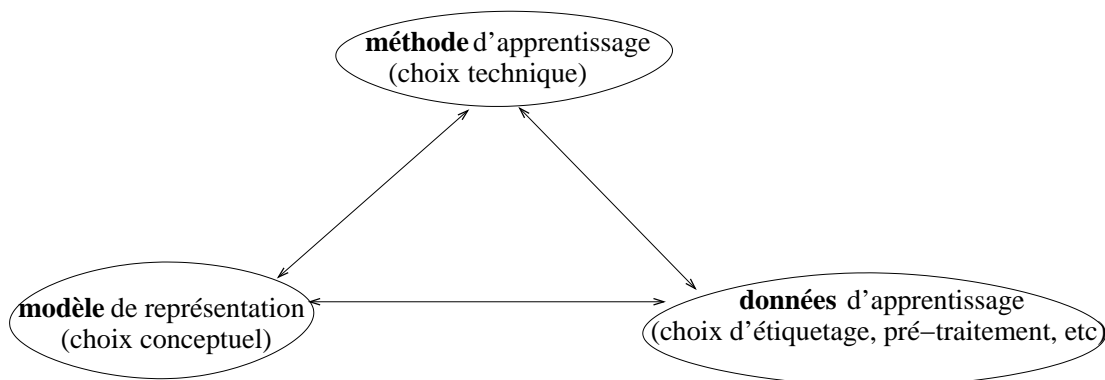 méthode d’apprentissage
(choix technique)
modèle de représentation
(choix conceptuel)
données d’apprentissage
(choix d’étiquetage, pré−traitement, etc)